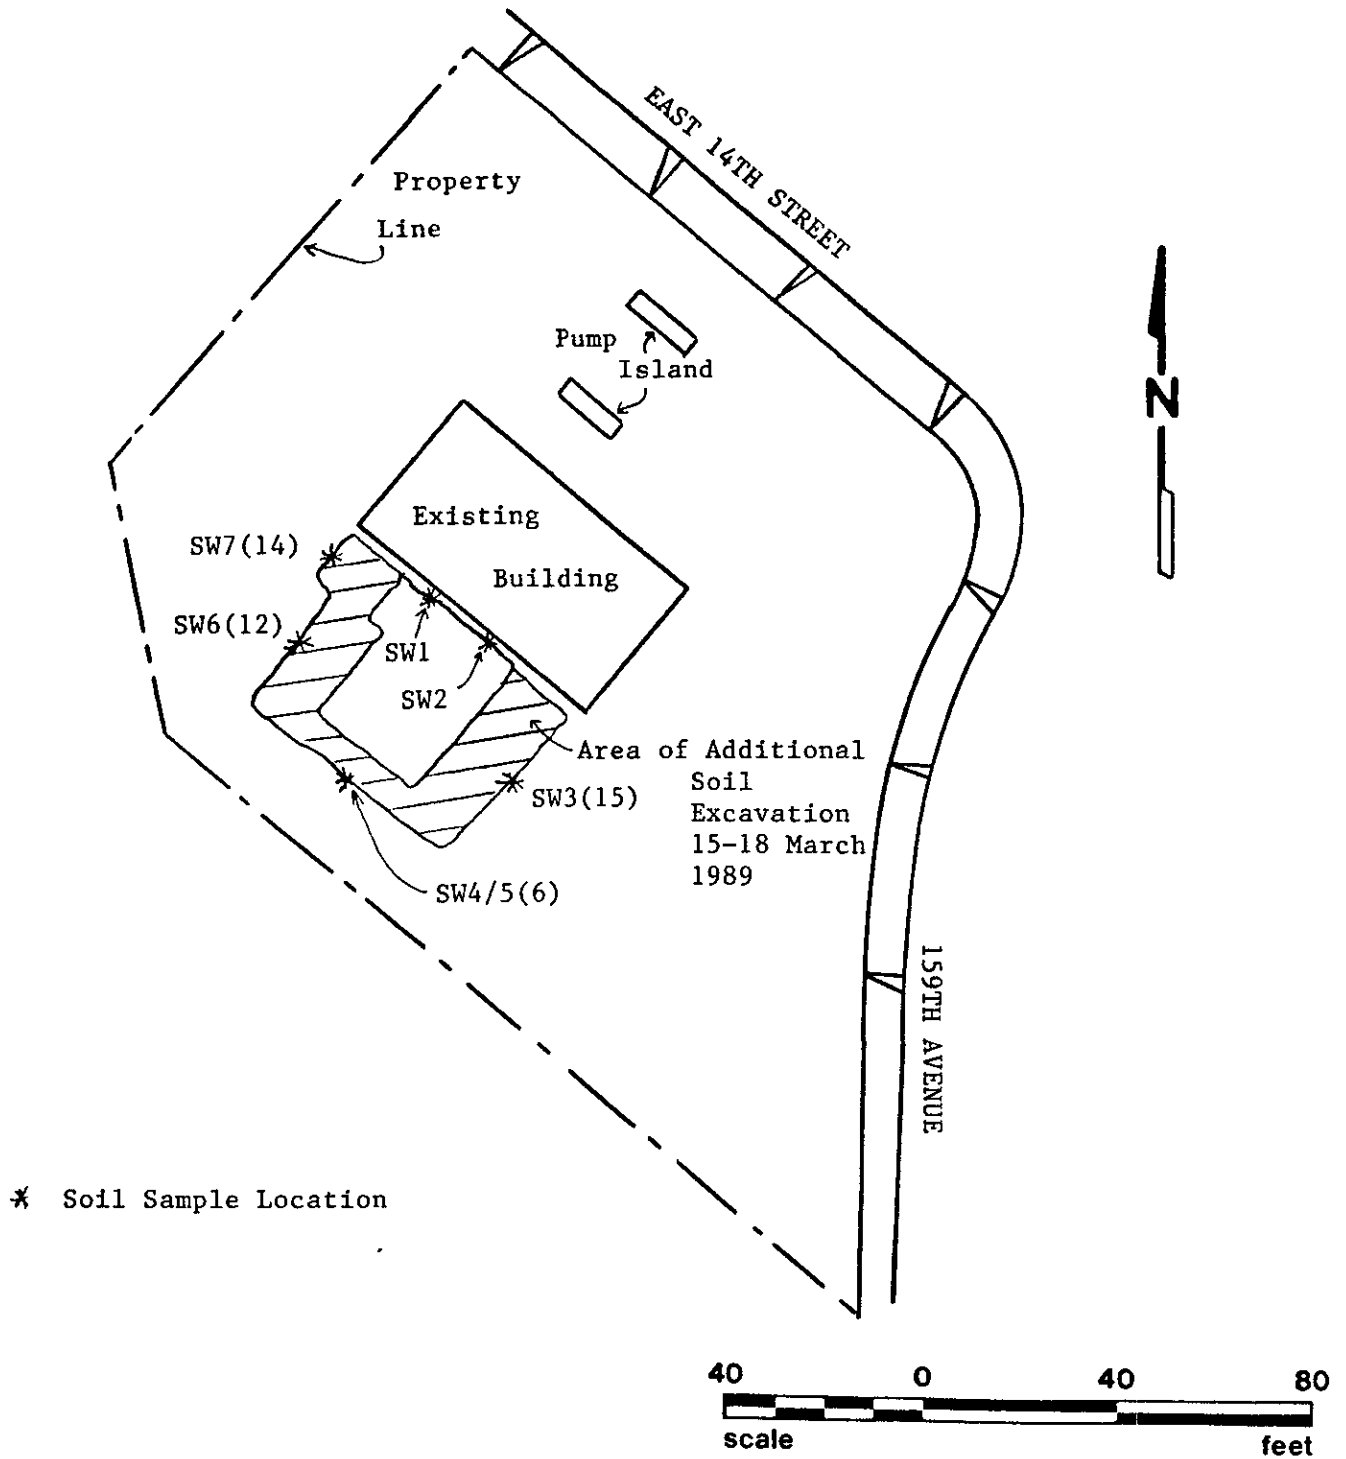 EAST 14TH STREET
Property
Line
Pump
Island
N
Existing
Building
SW7(14)
SW6(12)
SW1
SW2
Area of Additional
Soil
Excavation
15-18 March
1989
SW3(15)
SW4/5(6)
159TH AVENUE
* Soil Sample Location
40 0 40 80
scale feet